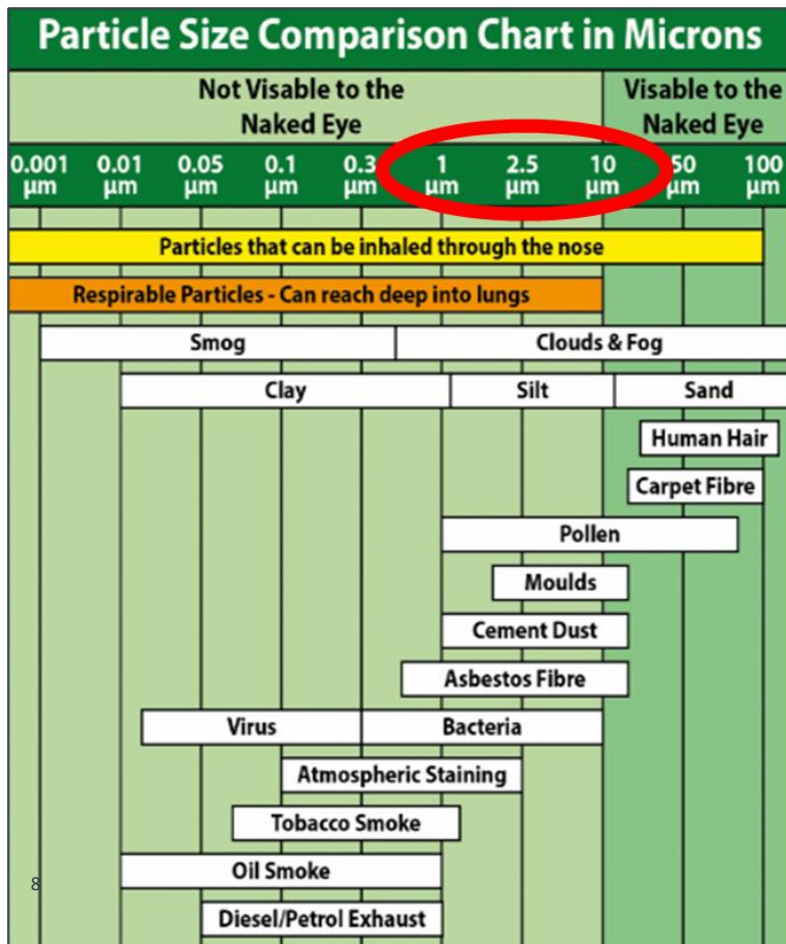 Particle Size Comparison Chart in Microns
Not Visable to the
Naked Eye
Visable to the
Naked Eye
0.001 0.01 0.05 0.1 0.3 1 2.5 10 50 100
µm µm µm µm µm µm µm µm µm µm
Particles that can be inhaled through the nose
Respirable Particles - Can reach deep into lungs
Smog Clouds & Fog
Clay Silt Sand
Human Hair
Carpet Fibre
Pollen
Moulds
Cement Dust
Asbestos Fibre
Virus Bacteria
Atmospheric Staining
Tobacco Smoke
Oil Smoke
8
Diesel/Petrol Exhaust